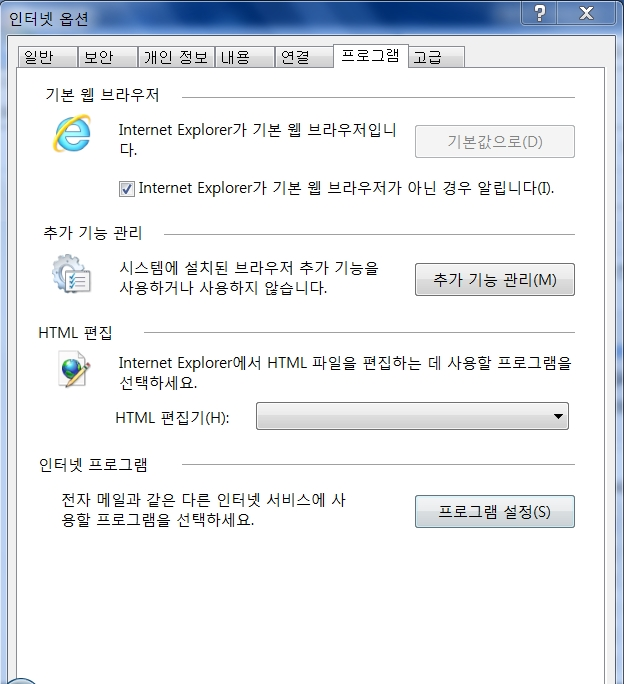 인터넷 옵션
일반 보안 개인 정보 내용 연결 프로그램 고급
기본 웹 브라우저
Internet Explorer가 기본 웹 브라우저입니
다.
기본값으로(D)
Internet Explorer가 기본 웹 브라우저가 아닌 경우 알립니다(I).
추가 기능 관리
시스템에 설치된 브라우저 추가 기능을
사용하거나 사용하지 않습니다.
추가 기능 관리(M)
HTML 편집
Internet Explorer에서 HTML 파일을 편집하는 데 사용할 프로그램을
선택하세요.
HTML 편집기(H):
인터넷 프로그램
전자 메일과 같은 다른 인터넷 서비스에 사
용할 프로그램을 선택하세요.
프로그램 설정(S)